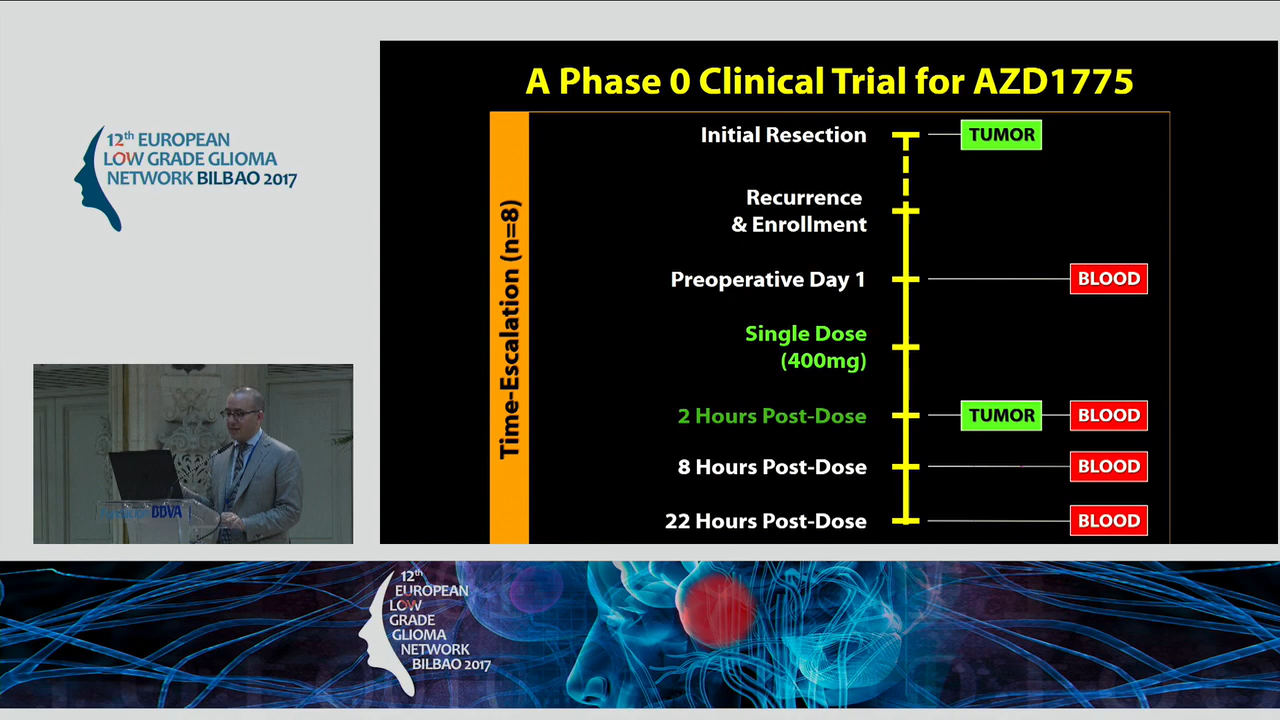 12th EUROPEAN
LOW GRADE GLIOMA
NETWORK BILBAO 2017
A Phase 0 Clinical Trial for AZD1775
Time-Escalation (n=8)
Initial Resection
TUMOR
Recurrence
& Enrollment
Preoperative Day 1
BLOOD
Single Dose
(400mg)
2 Hours Post-Dose
TUMOR
BLOOD
8 Hours Post-Dose
BLOOD
22 Hours Post-Dose
BLOOD
BBVA
12th
EUROPEAN
LOW
GRADE
GLIOMA
NETWORK
BILBAO 2017